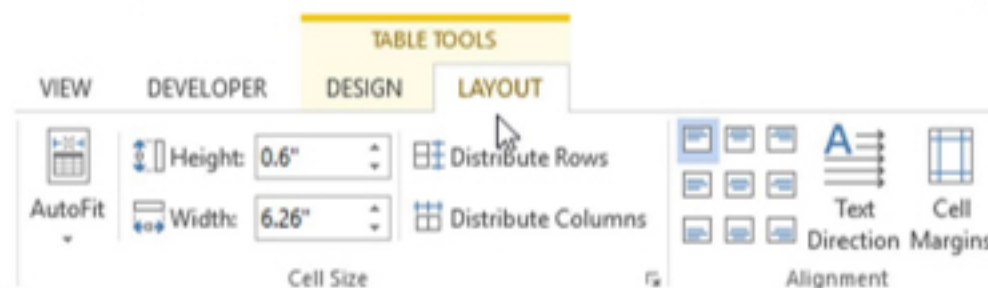 TABLE TOOLS
VIEW DEVELOPER DESIGN LAYOUT
Height: 0.6" Distribute Rows
AutoFit Width: 6.26" Distribute Columns
Text Direction
Cell Margins
Cell Size Alignment